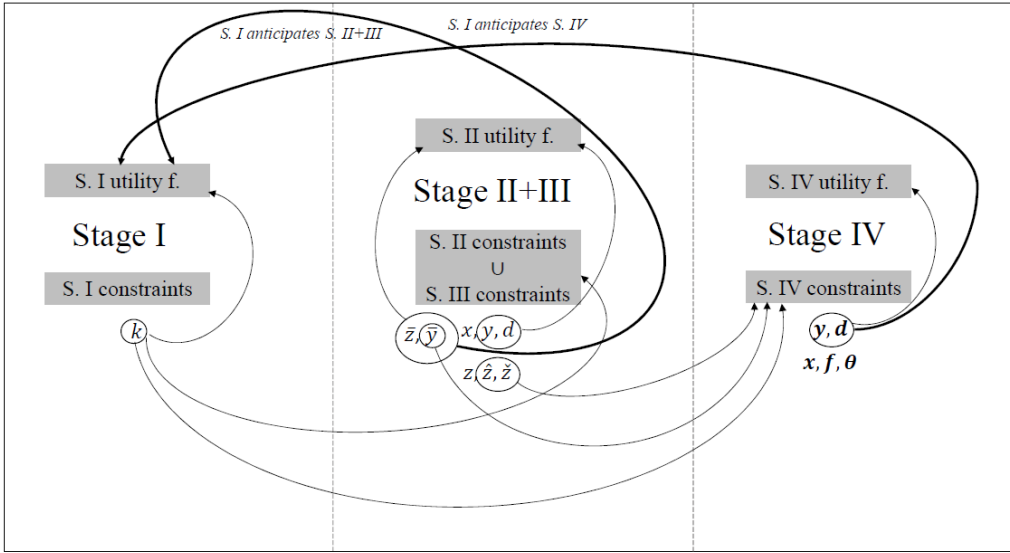 S. I anticipates S. II+III
S. I anticipates S. IV
S. I utility f.
Stage I
S. I constraints
k
S. II utility f.
Stage II+III
S. II constraints
∪
S. III constraints
z̄, ȳ
x, y, d
z, ẑ, ž
S. IV utility f.
Stage IV
S. IV constraints
y, d
x, f, θ